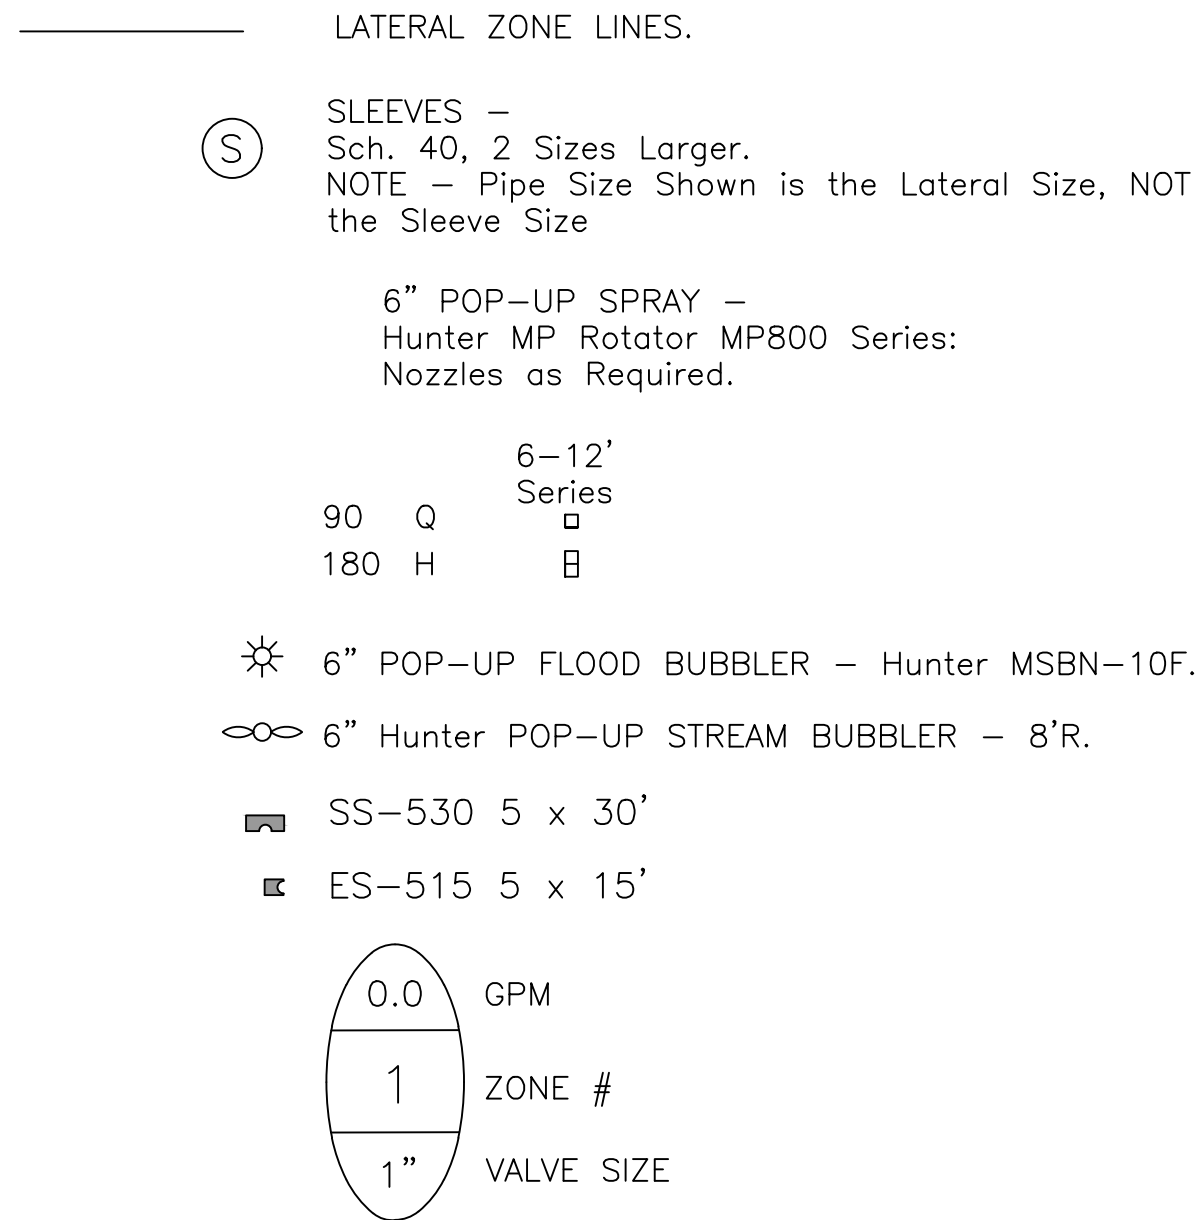 LATERAL ZONE LINES.
S
SLEEVES –
Sch. 40, 2 Sizes Larger.
NOTE – Pipe Size Shown is the Lateral Size, NOT
the Sleeve Size
6” POP–UP SPRAY –
Hunter MP Rotator MP800 Series:
Nozzles as Required.
6–12’
Series
90 Q
180 H
6” POP–UP FLOOD BUBBLER – Hunter MSBN–10F.
6” Hunter POP–UP STREAM BUBBLER – 8’R.
SS–530 5 x 30’
ES–515 5 x 15’
0.0 GPM
1 ZONE #
1” VALVE SIZE